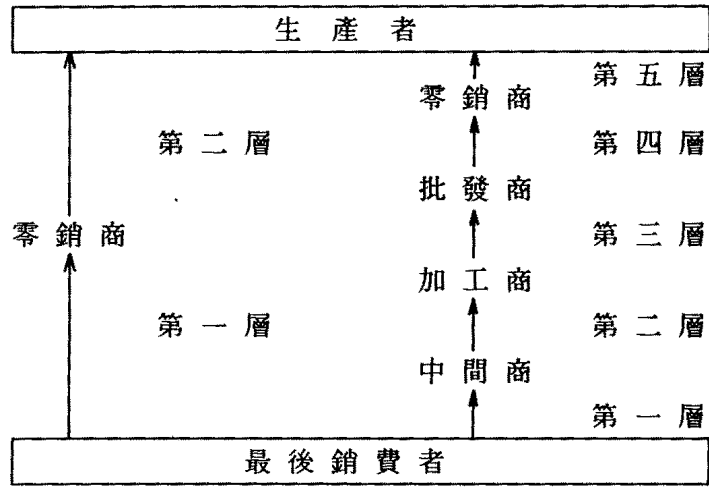 生產者
第五層
零銷商
第二層
第四層
批發商
零銷商
第三層
加工商
第一層
第二層
中間商
第一層
最後銷費者